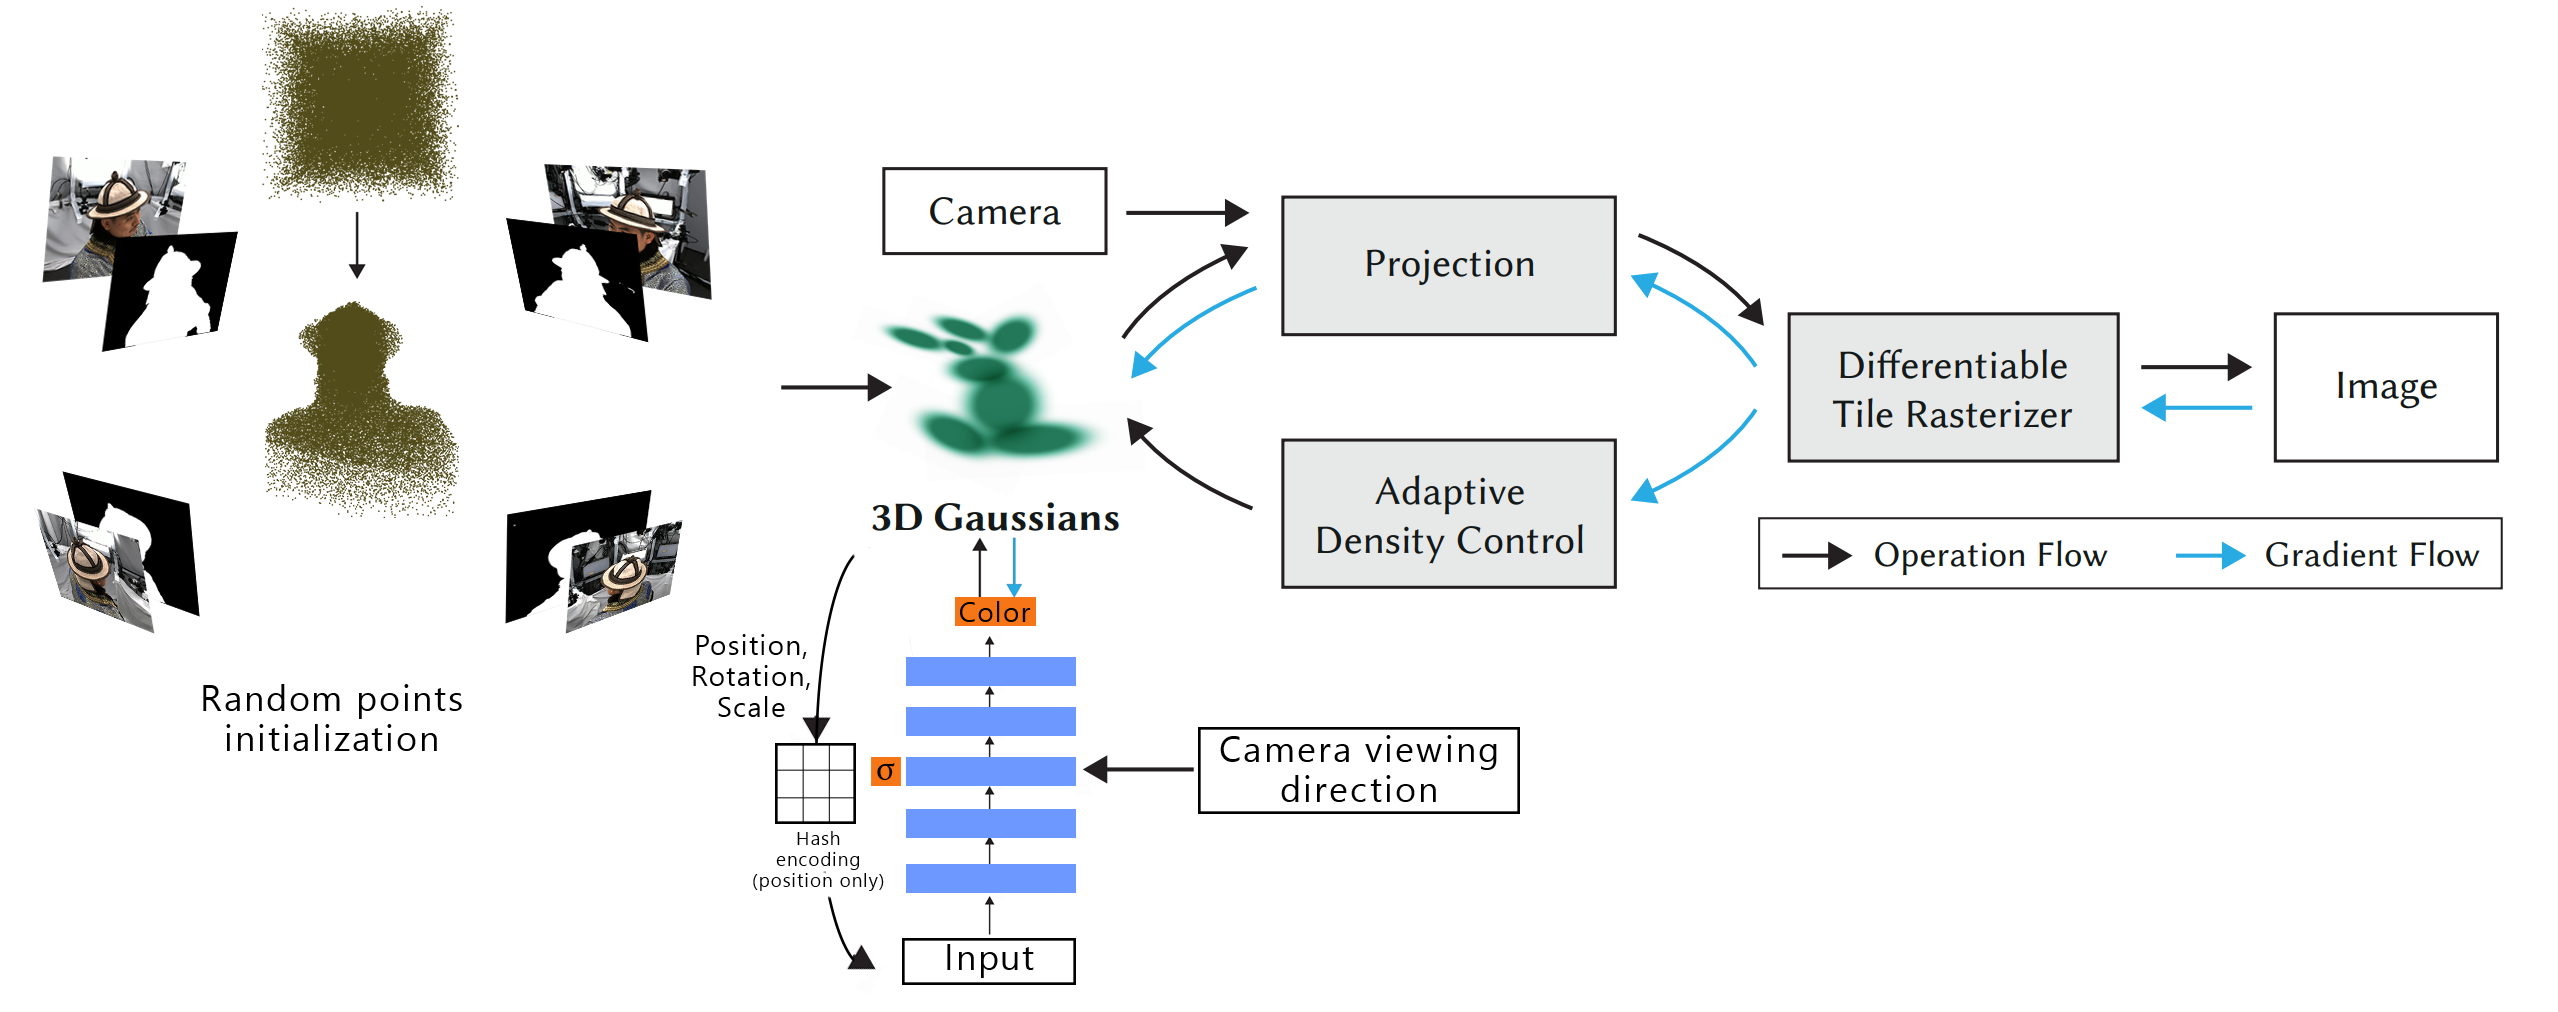 Random points
initialization
Camera
Projection
Differentiable
Tile Rasterizer
Image
Adaptive
Density Control
3D Gaussians
Operation Flow
Gradient Flow
Color
Position,
Rotation,
Scale
σ
Camera viewing
direction
Hash
encoding
(position only)
Input